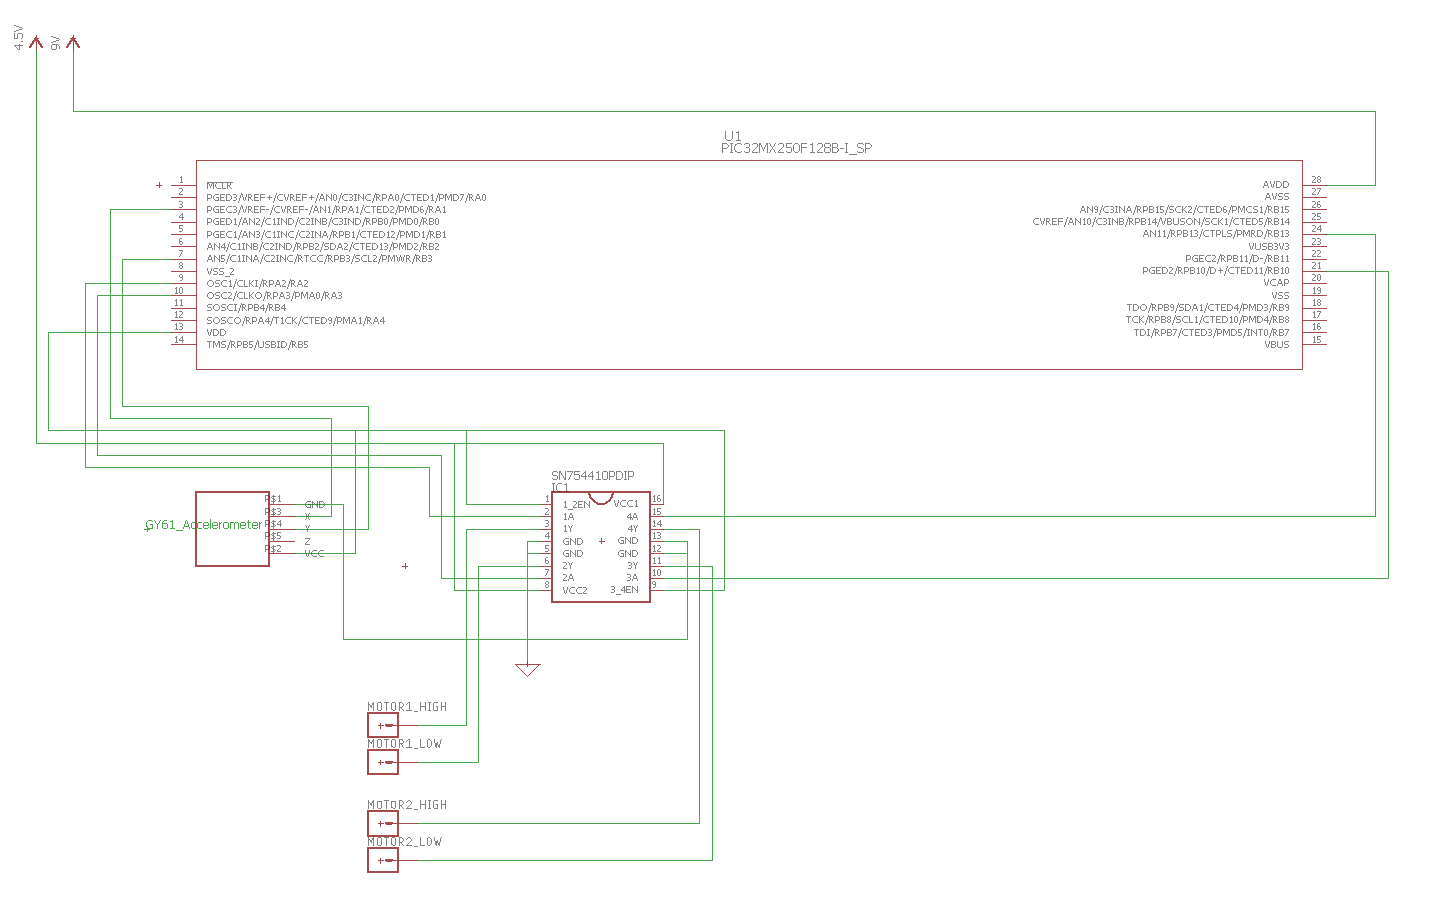 4.5V
9V
U1
PIC32MX250F128B-I_SP
1 MCLR
2 PGED3/VREF+/CVREF+/AN0/C3INC/RPA0/CTED1/PMD7/RA0
3 PGEC3/VREF-/CVREF-/AN1/RPA1/CTED2/PMD6/RA1
4 PGED1/AN2/C1IND/C2INB/C3IND/RPB0/PMD0/RB0
5 PGEC1/AN3/C1INC/C2INA/RPB1/CTED12/PMD1/RB1
6 AN4/C1INB/C2IND/RPB2/SDA2/CTED13/PMD2/RB2
7 AN5/C1INA/C2INC/RTCC/RPB3/SCL2/PMWR/RB3
8 VSS_2
9 OSC1/CLKI/RPA2/RA2
10 OSC2/CLKO/RPA3/PMA0/RA3
11 SOSCI/RPB4/RB4
12 SOSCO/RPA4/T1CK/CTED9/PMA1/RA4
13 VDD
14 TMS/RPB5/USBID/RB5
AVDD 28
AVSS 27
AN9/C3INA/RPB15/SCK2/CTED6/PMCS1/RB15 26
CVREF/AN10/C3INB/RPB14/VBUSON/SCK1/CTED5/RB14 25
AN11/RPB13/CTPLS/PMRD/RB13 24
VUSB3V3 23
PGEC2/RPB11/D-/RB11 22
PGED2/RPB10/D+/CTED11/RB10 21
VCAP 20
VSS 19
TDO/RPB9/SDA1/CTED4/PMD3/RB9 18
TCK/RPB8/SCL1/CTED10/PMD4/RB8 17
TDI/RPB7/CTED3/PMD5/INT0/RB7 16
VBUS 15
GY61_Accelerometer
P$1 GND
P$3 X
P$4 Y
P$5 Z
P$2 VCC
SN754410PDIP
IC1
1 1_2EN VCC1 16
2 1A 4A 15
3 1Y 4Y 14
4 GND GND 13
5 GND GND 12
6 2Y 3Y 11
7 2A 3A 10
8 VCC2 3_4EN 9
MOTOR1_HIGH
MOTOR1_LOW
MOTOR2_HIGH
MOTOR2_LOW